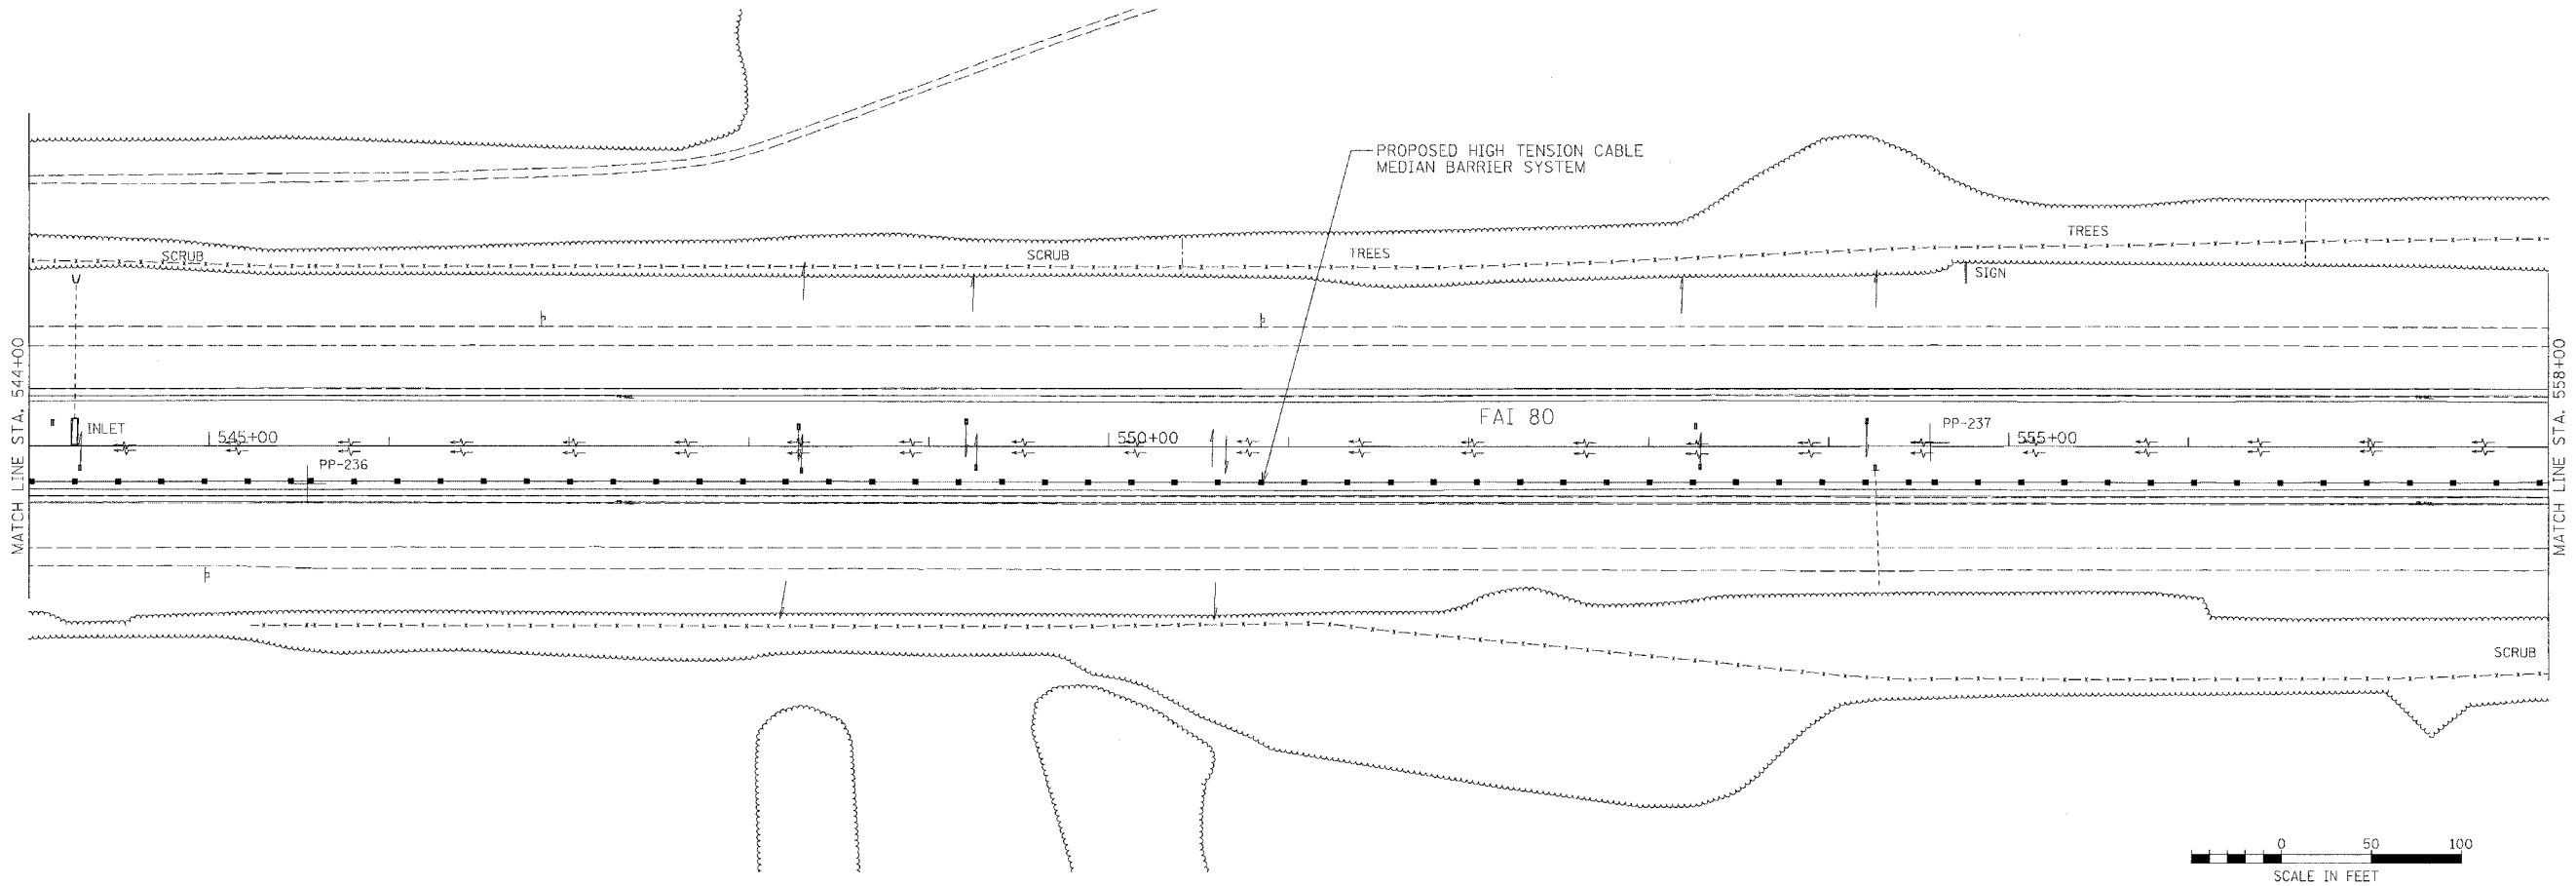 PROPOSED HIGH TENSION CABLE
MEDIAN BARRIER SYSTEM
TREES
SCRUB
SCRUB
TREES
SIGN
MATCH LINE STA. 544+00
MATCH LINE STA. 558+00
FAI 80
INLET
545+00
550+00
PP-237
555+00
PP-236
SCRUB
0 50 100
SCALE IN FEET